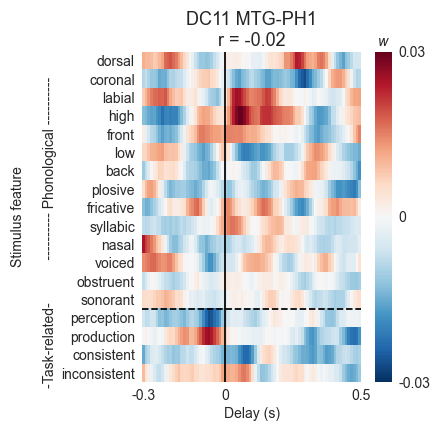 DC11 MTG-PH1
r = -0.02
w
0.03
0
-0.03
Stimulus feature
---------- Phonological ----------
-Task-related-
dorsal
coronal
labial
high
front
low
back
plosive
fricative
syllabic
nasal
voiced
obstruent
sonorant
perception
production
consistent
inconsistent
-0.3
0
0.5
Delay (s)